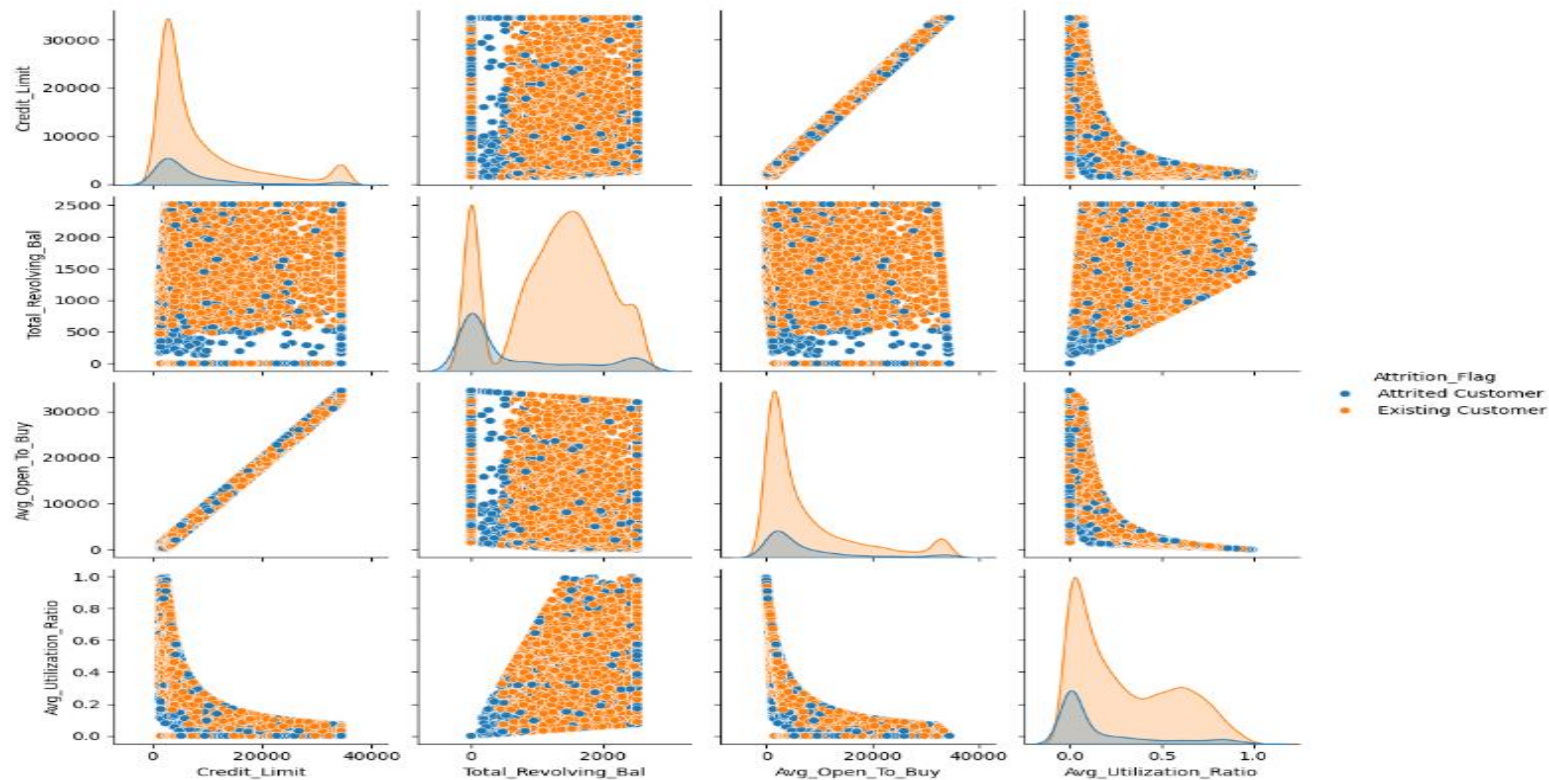 Credit_Limit
30000
20000
10000
0
0
20000
40000
0
2000
0
20000
40000
0.0
0.5
1.0
Total_Revolving_Bal
2500
2000
1500
1000
500
0
Avg_Open_To_Buy
30000
20000
10000
0
Attrition_Flag
Attrited Customer
Existing Customer
Avg_Utilization_Ratio
1.0
0.8
0.6
0.4
0.2
0.0
Credit_Limit
Total_Revolving_Bal
Avg_Open_To_Buy
Avg_Utilization_Ratio